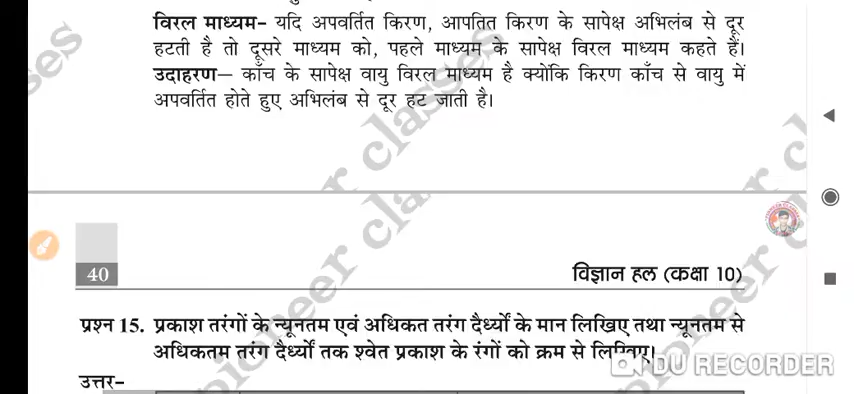 विरल माध्यम– यदि अपवर्तित किरण, आपतित किरण के सापेक्ष अभिलंब से दूर
हटती है तो दूसरे माध्यम को, पहले माध्यम के सापेक्ष विरल माध्यम कहते हैं।
उदाहरण– काँच के सापेक्ष वायु विरल माध्यम है क्योंकि किरण काँच से वायु में
अपवर्तित होते हुए अभिलंब से दूर हट जाती है।
pioneer classes
40
विज्ञान हल (कक्षा 10)
प्रश्न 15. प्रकाश तरंगों के न्यूनतम एवं अधिकत तरंग दैर्ध्यों के मान लिखिए तथा न्यूनतम से
अधिकतम तरंग दैर्ध्यों तक श्वेत प्रकाश के रंगों को क्रम से लिखिए।
DU RECORDER
उत्तर–